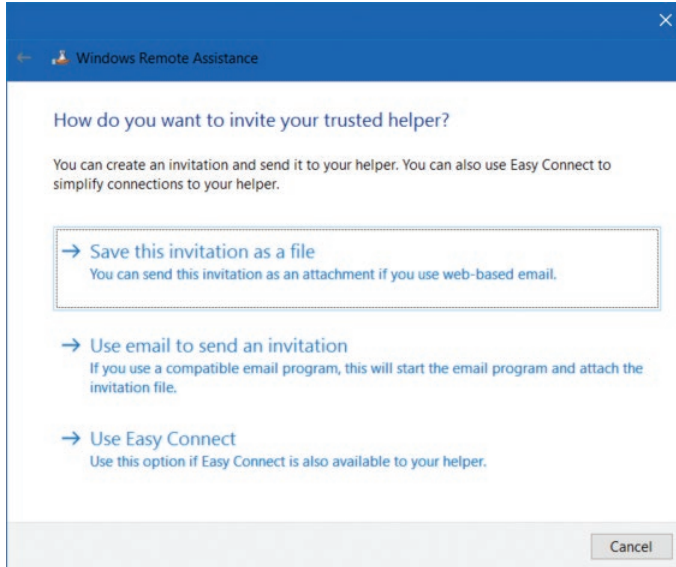 Windows Remote Assistance
How do you want to invite your trusted helper?
You can create an invitation and send it to your helper. You can also use Easy Connect to
simplify connections to your helper.
Save this invitation as a file
You can send this invitation as an attachment if you use web-based email.
Use email to send an invitation
If you use a compatible email program, this will start the email program and attach the
invitation file.
Use Easy Connect
Use this option if Easy Connect is also available to your helper.
Cancel